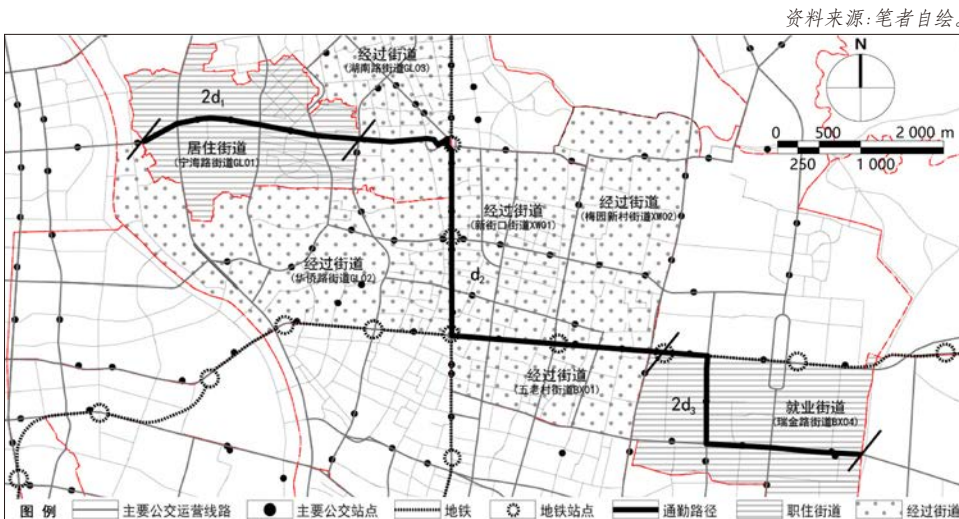 资料来源:笔者自绘。
经过街道
(湖南路街道GL03)
N
2d₁
0 500 2 000 m
250 1 000
居住街道
(宁海路街道GL01)
经过街道
(新街口街道XW01)
经过街道
(梅园新村街道XW02)
经过街道
(华侨路街道GL02)
d₂
经过街道
(五老村街道BX01)
2d₃
就业街道
(瑞金路街道BX04)
图 例 主要公交运营线路 主要公交站点 地铁 地铁站点 通勤路径 职住街道 经过街道